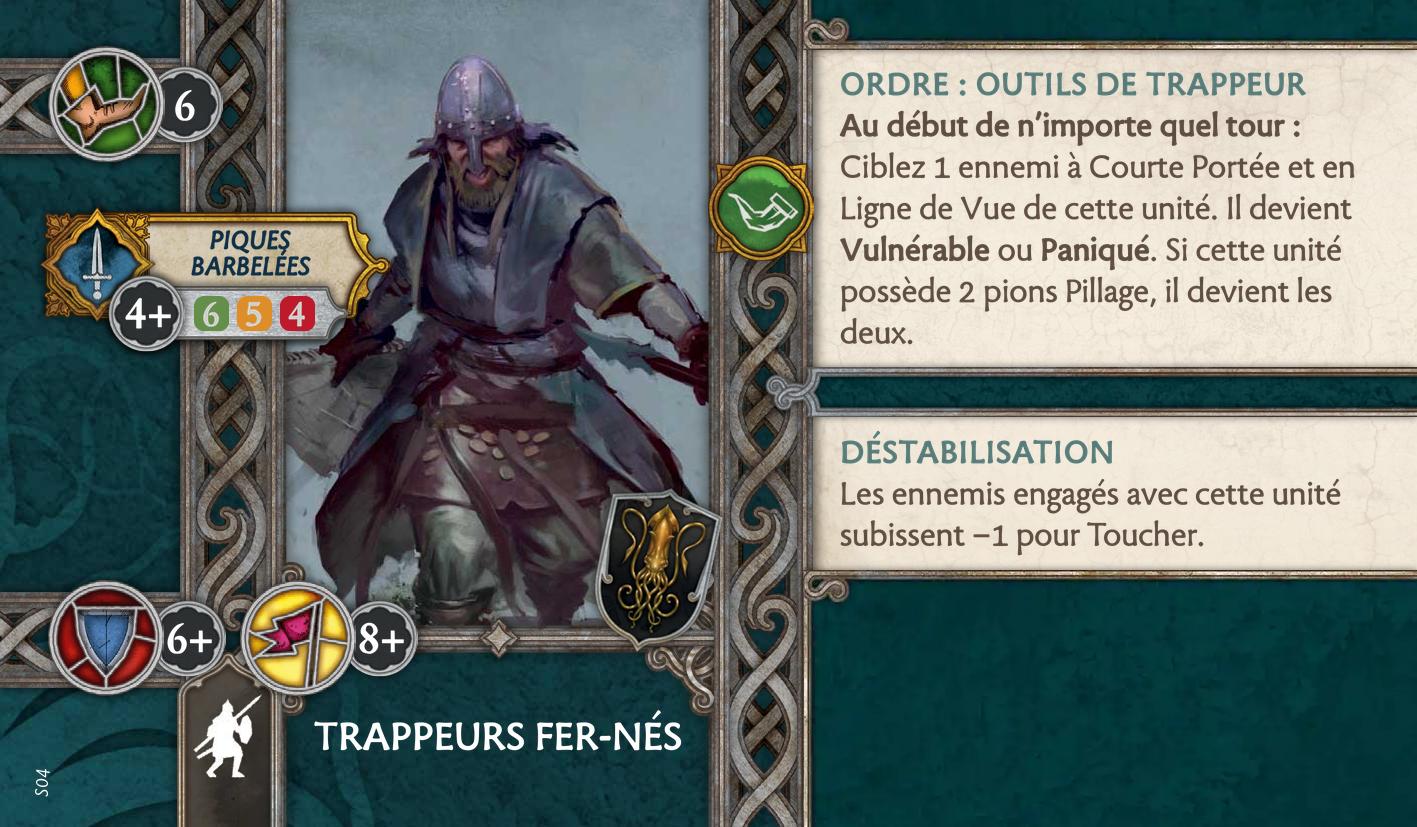 6
PIQUES
BARBELÉES
4+ 6 5 4
6+ 8+
TRAPPEURS FER-NÉS
S04
ORDRE : OUTILS DE TRAPPEUR
Au début de n’importe quel tour :
Ciblez 1 ennemi à Courte Portée et en
Ligne de Vue de cette unité. Il devient
Vulnérable ou Paniqué. Si cette unité
possède 2 pions Pillage, il devient les
deux.
DÉSTABILISATION
Les ennemis engagés avec cette unité
subissent −1 pour Toucher.